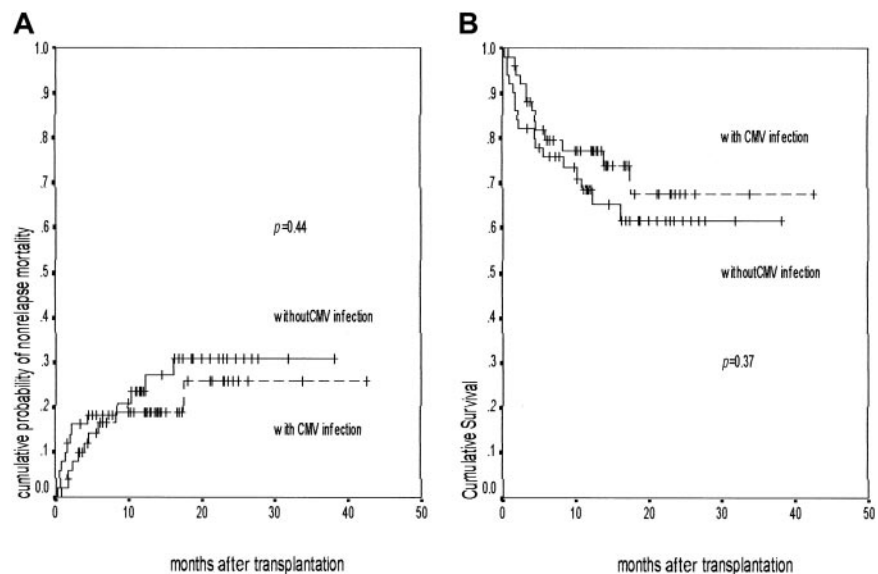 A
cumulative probability of nonrelapse mortality
1.0
.9
.8
.7
.6
.5
.4
.3
.2
.1
0.0
p=0.44
withoutCMV infection
with CMV infection
0
10
20
30
40
50
months after transplantation
B
Cumulative Survival
1.0
.9
.8
.7
.6
.5
.4
.3
.2
.1
0.0
with CMV infection
withoutCMV infection
p=0.37
0
10
20
30
40
50
months after transplantation